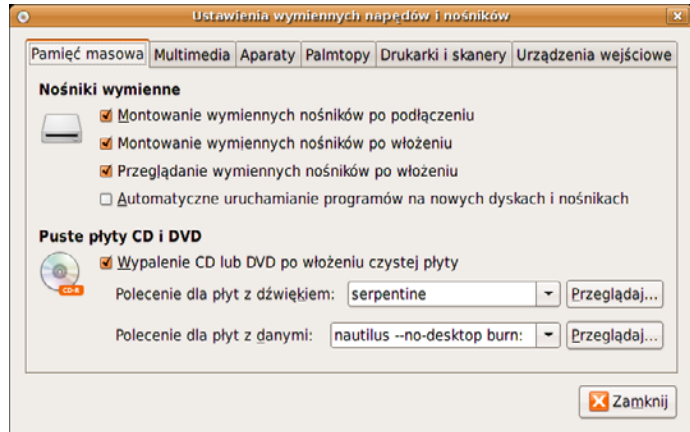 Ustawienia wymiennych napędów i nośników
Pamięć masowa Multimedia Aparaty Palmtopy Drukarki i skanery Urządzenia wejściowe
Nośniki wymienne
Montowanie wymiennych nośników po podłączeniu
Montowanie wymiennych nośników po włożeniu
Przeglądanie wymiennych nośników po włożeniu
Automatyczne uruchamianie programów na nowych dyskach i nośnikach
Puste płyty CD i DVD
Wypalenie CD lub DVD po włożeniu czystej płyty
CD-R
Polecenie dla płyt z dźwiękiem: serpentine Przeglądaj...
Polecenie dla płyt z danymi: nautilus --no-desktop burn: Przeglądaj...
Zamknij